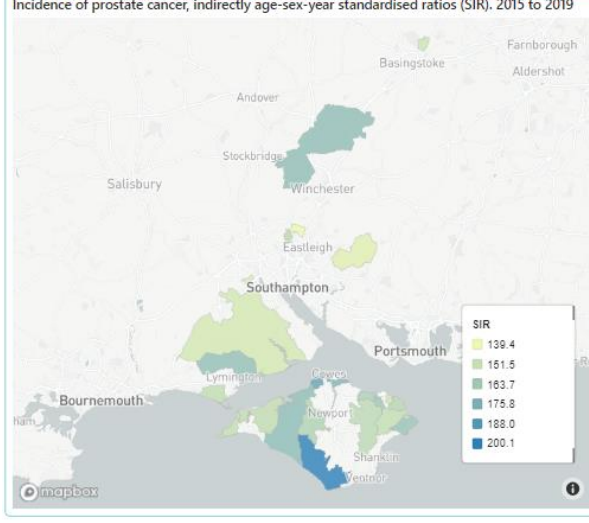 Incidence of prostate cancer, indirectly age-sex-year standardised ratios (SIR). 2015 to 2019
Farnborough
Basingstoke
Aldershot
Andover
Stockbridge
Salisbury
Winchester
Eastleigh
Southampton
SIR
139.4
151.5
163.7
175.8
188.0
200.1
Portsmouth
Lymington
Cowes
Bournemouth
Newport
ham
Shanklin
Ventnor
mapbox
i